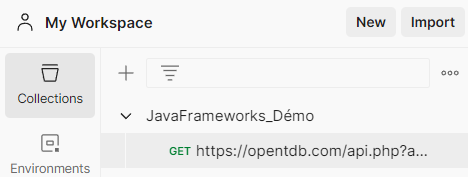 My Workspace
New
Import
Collections
JavaFrameworks_Démo
GET https://opentdb.com/api.php?a...
Environments